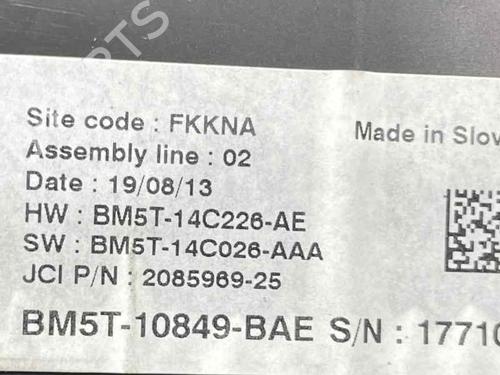 PARTS
Site code : FKKNA
Made in Slov
Assembly line : 02
Date : 19/08/13
HW : BM5T-14C226-AE
SW : BM5T-14C026-AAA
JCI P/N : 2085969-25
BM5T-10849-BAE S/N : 17710